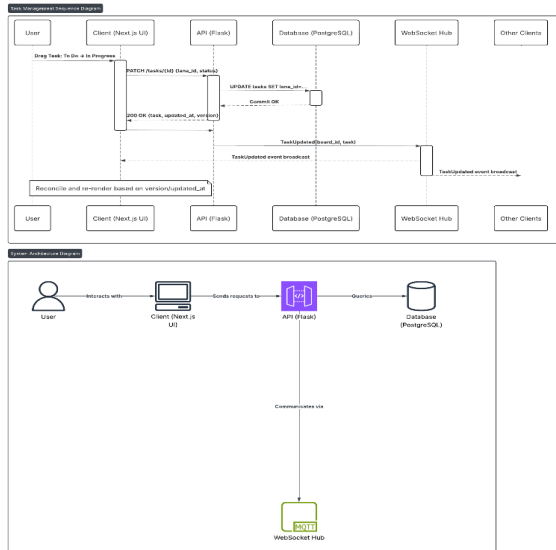 Task Management Sequence Diagram
User
Client (Next.js UI)
API (Flask)
Database (PostgreSQL)
WebSocket Hub
Other Clients
Drag Task: To Do → In Progress
PATCH /tasks/{id} {lane_id, status}
UPDATE tasks SET lane_id=..
Commit OK
200 OK {task, updated_at, version}
TaskUpdated {board_id, task}
TaskUpdated event broadcast
TaskUpdated event broadcast
Reconcile and re-render based on version/updated_at
User
Client (Next.js UI)
API (Flask)
Database (PostgreSQL)
WebSocket Hub
Other Clients
System Architecture Diagram
Interacts with
Sends requests to
Queries
User
Client (Next.js
UI)
API (Flask)
Database
(PostgreSQL)
Communicates via
MQTT
WebSocket Hub